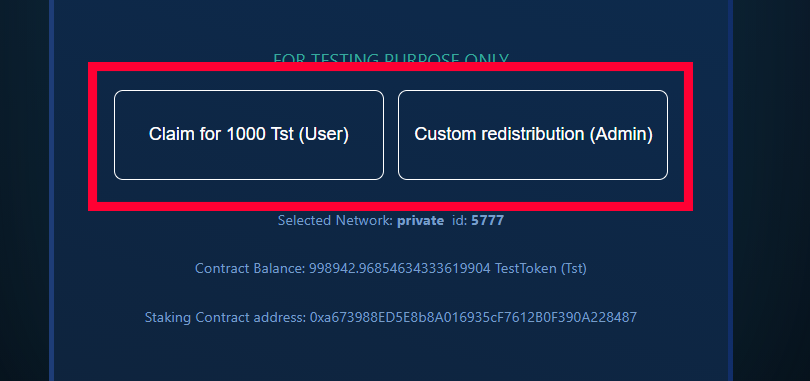 FOR TESTING PURPOSE ONLY
Claim for 1000 Tst (User)
Custom redistribution (Admin)
Selected Network: private id: 5777
Contract Balance: 998942.96854634333619904 TestToken (Tst)
Staking Contract address: 0xa673988ED5E8b8A016935cF7612B0F390A228487